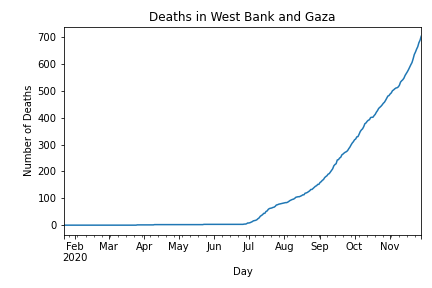 Deaths in West Bank and Gaza
Number of Deaths
700
600
500
400
300
200
100
0
Feb Mar Apr May Jun Jul Aug Sep Oct Nov
2020
Day